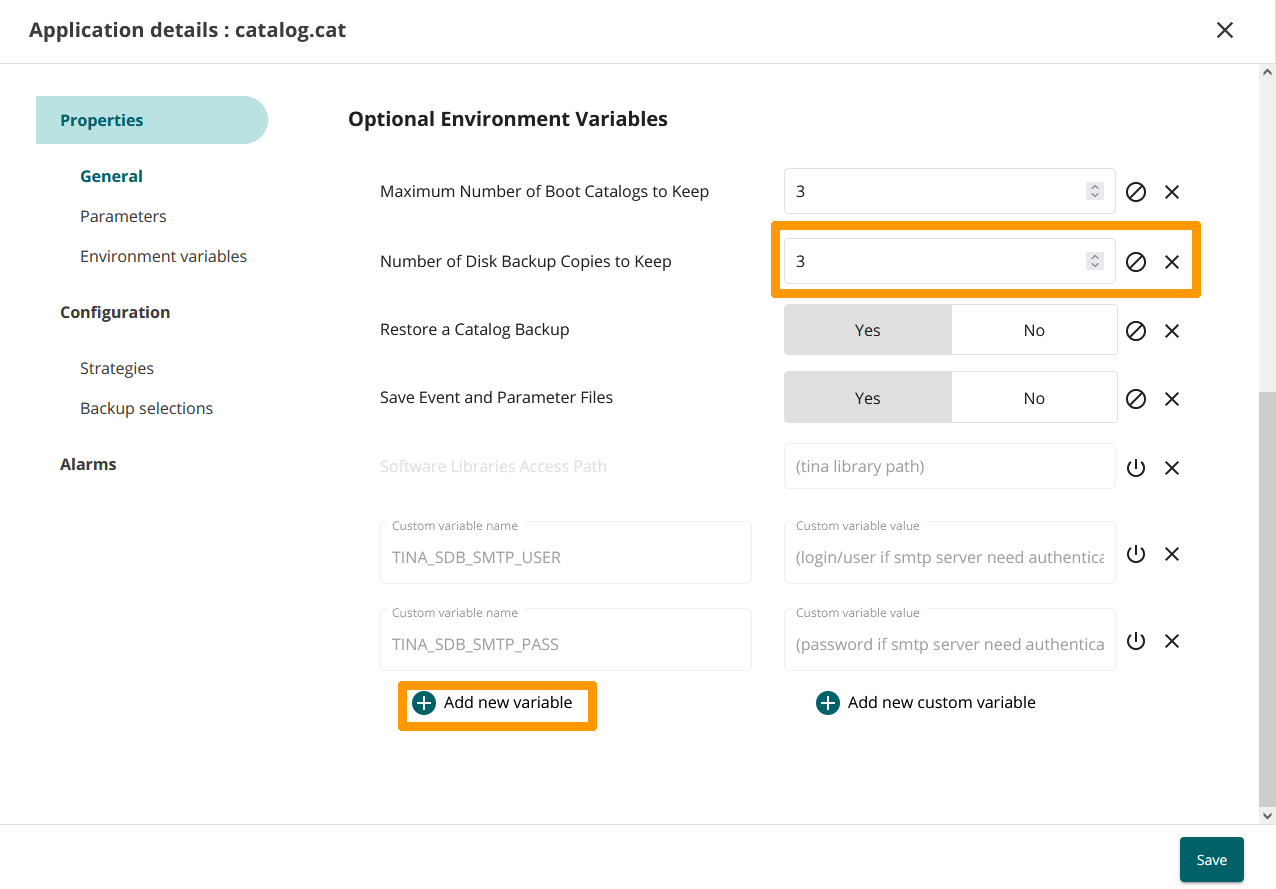 Application details : catalog.cat
Properties
General
Parameters
Environment variables
Configuration
Strategies
Backup selections
Alarms
Optional Environment Variables
Maximum Number of Boot Catalogs to Keep
3
Number of Disk Backup Copies to Keep
3
Restore a Catalog Backup
Yes No
Save Event and Parameter Files
Yes No
Software Libraries Access Path
(tina library path)
Custom variable name
TINA_SDB_SMTP_USER
Custom variable value
(login/user if smtp server need authentica
Custom variable name
TINA_SDB_SMTP_PASS
Custom variable value
(password if smtp server need authentica
Add new variable
Add new custom variable
Save